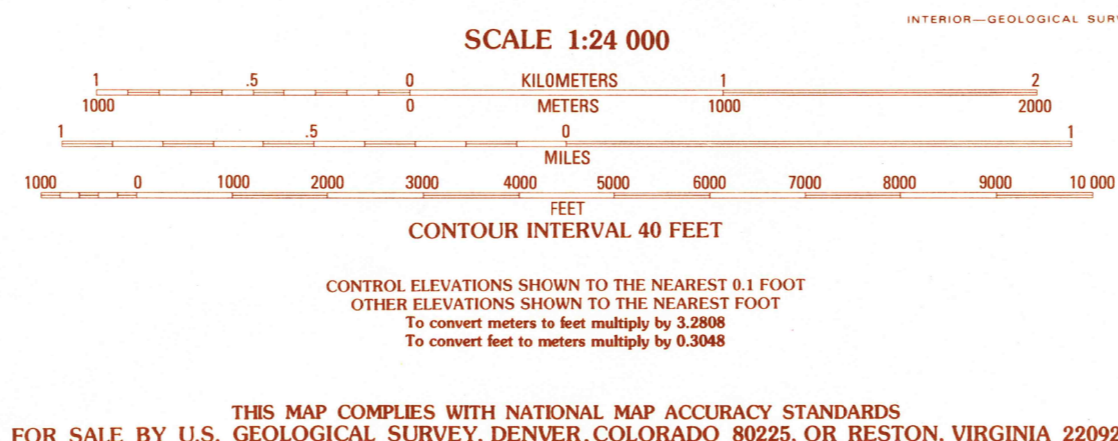 INTERIOR—GEOLOGICAL SUR
SCALE 1:24 000
1 .5 0 KILOMETERS 1 2
1000 0 METERS 1000 2000
1 .5 0 1
MILES
1000 0 1000 2000 3000 4000 5000 6000 7000 8000 9000 10 000
FEET
CONTOUR INTERVAL 40 FEET
CONTROL ELEVATIONS SHOWN TO THE NEAREST 0.1 FOOT
OTHER ELEVATIONS SHOWN TO THE NEAREST FOOT
To convert meters to feet multiply by 3.2808
To convert feet to meters multiply by 0.3048
THIS MAP COMPLIES WITH NATIONAL MAP ACCURACY STANDARDS
FOR SALE BY U.S. GEOLOGICAL SURVEY, DENVER, COLORADO 80225, OR RESTON, VIRGINIA 22092